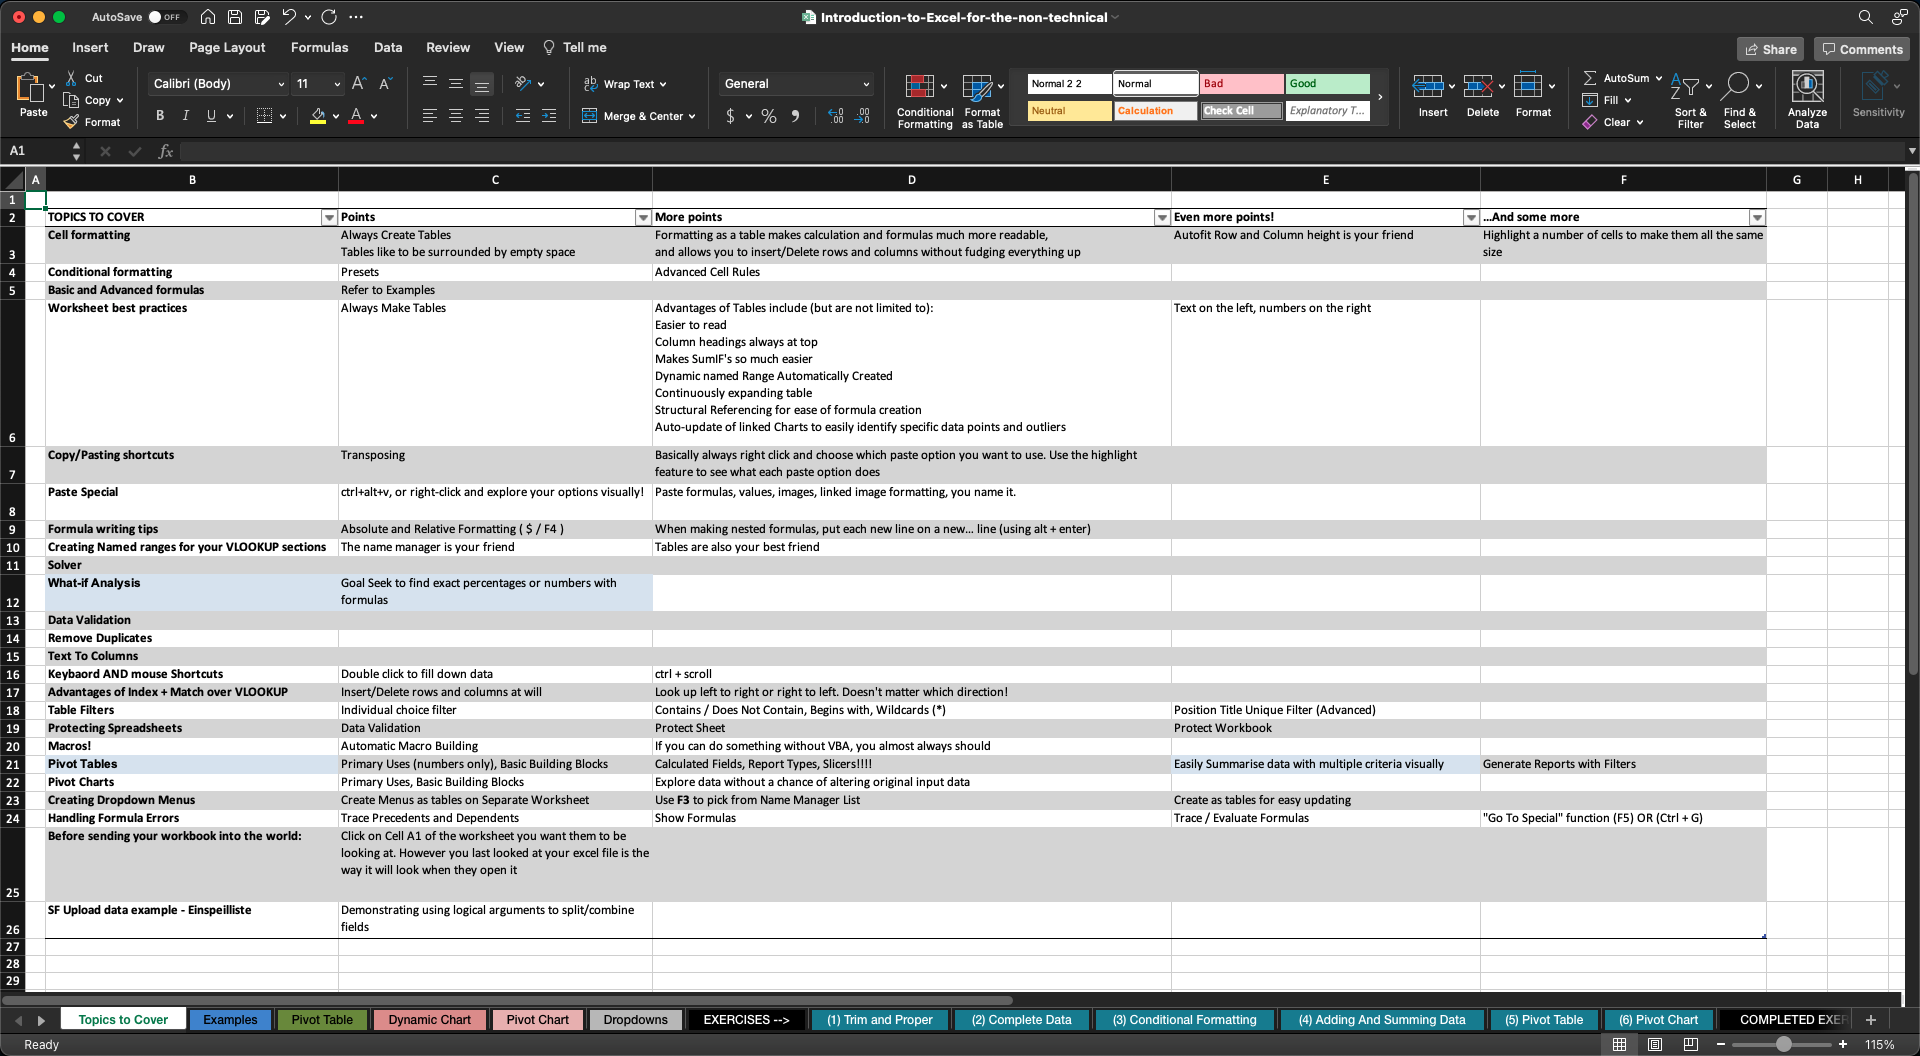 AutoSave OFF
Introduction-to-Excel-for-the-non-technical
Home Insert Draw Page Layout Formulas Data Review View Tell me
Share Comments
Paste
Cut
Copy
Format
Calibri (Body) 11
B I U
A A
A
Wrap Text
Merge & Center
General
$ %
Conditional Formatting
Format as Table
Normal 2 2 Normal Bad Good
Neutral Calculation Check Cell Explanatory T...
Insert Delete Format
AutoSum
Fill
Clear
Sort & Filter
Find & Select
Analyze Data
Sensitivity
A1 fx
A B C D E F G H
1
2 TOPICS TO COVER Points More points Even more points! ...And some more
3 Cell formatting
Always Create Tables
Tables like to be surrounded by empty space
Formatting as a table makes calculation and formulas much more readable,
and allows you to insert/Delete rows and columns without fudging everything up
Autofit Row and Column height is your friend
Highlight a number of cells to make them all the same
size
4 Conditional formatting Presets Advanced Cell Rules
5 Basic and Advanced formulas Refer to Examples
6 Worksheet best practices Always Make Tables
Advantages of Tables include (but are not limited to):
Easier to read
Column headings always at top
Makes SumIF's so much easier
Dynamic named Range Automatically Created
Continuously expanding table
Structural Referencing for ease of formula creation
Auto-update of linked Charts to easily identify specific data points and outliers
Text on the left, numbers on the right
7 Copy/Pasting shortcuts Transposing
Basically always right click and choose which paste option you want to use. Use the highlight
feature to see what each paste option does
8 Paste Special ctrl+alt+v, or right-click and explore your options visually! Paste formulas, values, images, linked image formatting, you name it.
9 Formula writing tips Absolute and Relative Formatting ( $ / F4 ) When making nested formulas, put each new line on a new... line (using alt + enter)
10 Creating Named ranges for your VLOOKUP sections The name manager is your friend Tables are also your best friend
11 Solver
12 What-if Analysis
Goal Seek to find exact percentages or numbers with
formulas
13 Data Validation
14 Remove Duplicates
15 Text To Columns
16 Keybaord AND mouse Shortcuts Double click to fill down data ctrl + scroll
17 Advantages of Index + Match over VLOOKUP Insert/Delete rows and columns at will Look up left to right or right to left. Doesn't matter which direction!
18 Table Filters Individual choice filter Contains / Does Not Contain, Begins with, Wildcards (*) Position Title Unique Filter (Advanced)
19 Protecting Spreadsheets Data Validation Protect Sheet Protect Workbook
20 Macros! Automatic Macro Building If you can do something without VBA, you almost always should
21 Pivot Tables Primary Uses (numbers only), Basic Building Blocks Calculated Fields, Report Types, Slicers!!!! Easily Summarise data with multiple criteria visually Generate Reports with Filters
22 Pivot Charts Primary Uses, Basic Building Blocks Explore data without a chance of altering original input data
23 Creating Dropdown Menus Create Menus as tables on Separate Worksheet Use F3 to pick from Name Manager List Create as tables for easy updating
24 Handling Formula Errors Trace Precedents and Dependents Show Formulas Trace / Evaluate Formulas "Go To Special" function (F5) OR (Ctrl + G)
25 Before sending your workbook into the world:
Click on Cell A1 of the worksheet you want them to be
looking at. However you last looked at your excel file is the
way it will look when they open it
26 SF Upload data example - Einspeilliste
Demonstrating using logical arguments to split/combine
fields
27
28
29
Topics to Cover Examples Pivot Table Dynamic Chart Pivot Chart Dropdowns EXERCISES --> (1) Trim and Proper (2) Complete Data (3) Conditional Formatting (4) Adding And Summing Data (5) Pivot Table (6) Pivot Chart COMPLETED EXER
Ready 115%